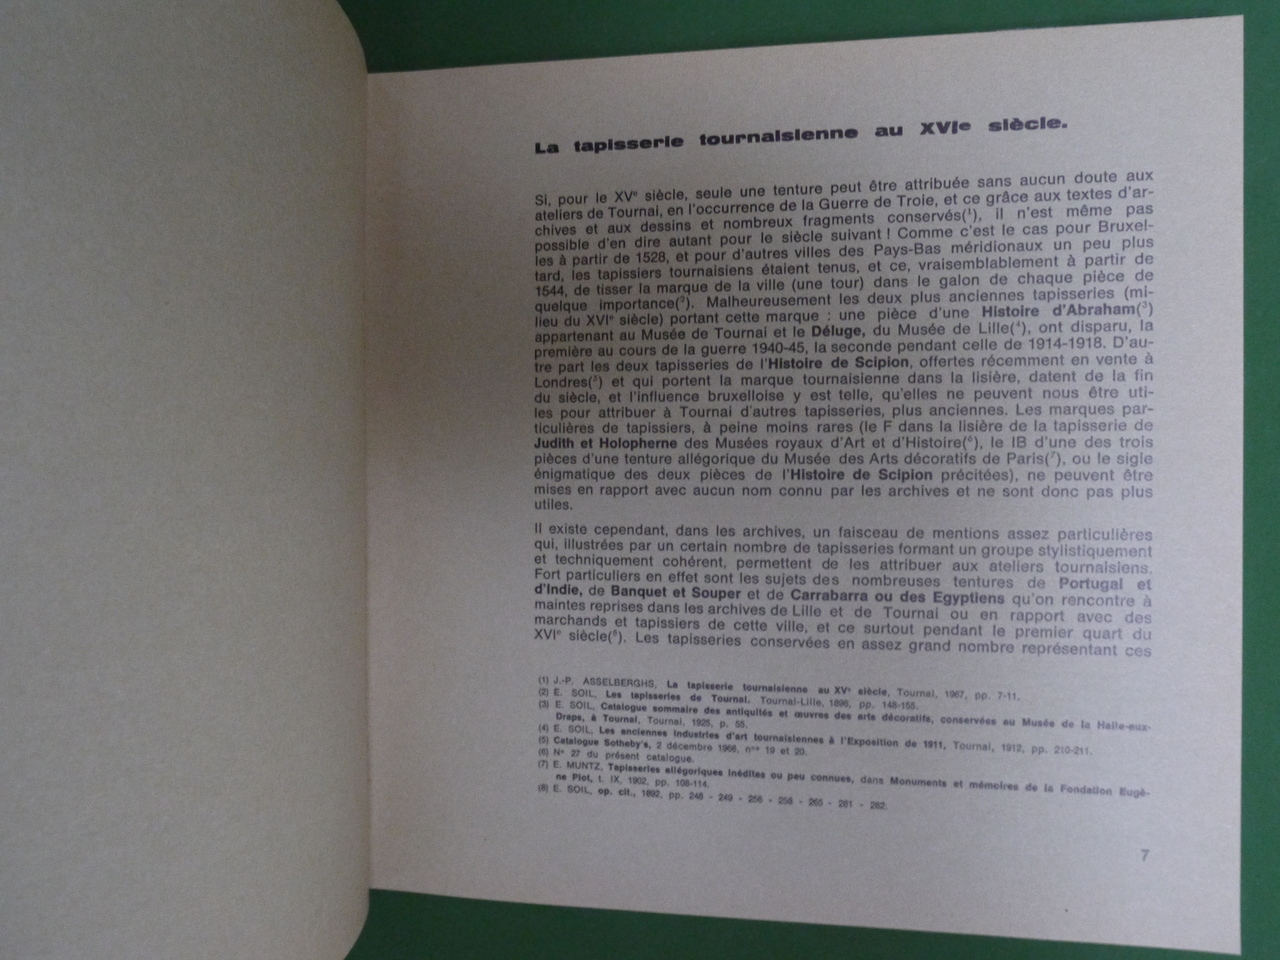 La tapisserie tournaisienne au XVIe siècle.
Si, pour le XVe siècle, seule une tenture peut être attribuée sans aucun doute aux
ateliers de Tournai, en l'occurrence de la Guerre de Troie, et ce grâce aux textes d'ar-
chives et aux dessins et nombreux fragments conservés(1), il n'est même pas
possible d'en dire autant pour le siècle suivant ! Comme c'est le cas pour Bruxel-
les à partir de 1528, et pour d'autres villes des Pays-Bas méridionaux un peu plus
tard, les tapissiers tournaisiens étaient tenus, et ce, vraisemblablement à partir de
1544, de tisser la marque de la ville (une tour) dans le galon de chaque pièce de
quelque importance(2). Malheureusement les deux plus anciennes tapisseries (mi-
lieu du XVIe siècle) portant cette marque : une pièce d'une Histoire d'Abraham(3)
appartenant au Musée de Tournai et le Déluge, du Musée de Lille(4), ont disparu, la
première au cours de la guerre 1940-45, la seconde pendant celle de 1914-1918. D'au-
tre part les deux tapisseries de l'Histoire de Scipion, offertes récemment en vente à
Londres(5) et qui portent la marque tournaisienne dans la lisière, datent de la fin
du siècle, et l'influence bruxelloise y est telle, qu'elles ne peuvent nous être uti-
les pour attribuer à Tournai d'autres tapisseries, plus anciennes. Les marques par-
ticulières de tapissiers, à peine moins rares (le F dans la lisière de la tapisserie de
Judith et Holopherne des Musées royaux d'Art et d'Histoire(6), le IB d'une des trois
pièces d'une tenture allégorique du Musée des Arts décoratifs de Paris(7), ou le sigle
énigmatique des deux pièces de l'Histoire de Scipion précitées), ne peuvent être
mises en rapport avec aucun nom connu par les archives et ne sont donc pas plus
utiles.
Il existe cependant, dans les archives, un faisceau de mentions assez particulières
qui, illustrées par un certain nombre de tapisseries formant un groupe stylistiquement
et techniquement cohérent, permettent de les attribuer aux ateliers tournaisiens.
Fort particuliers en effet sont les sujets des nombreuses tentures de Portugal et
d'Indie, de Banquet et Souper et de Carrabarra ou des Egyptiens qu'on rencontre à
maintes reprises dans les archives de Lille et de Tournai ou en rapport avec des
marchands et tapissiers de cette ville, et ce surtout pendant le premier quart du
XVIe siècle(8). Les tapisseries conservées en assez grand nombre représentant ces
(1) J.-P. ASSELBERGHS, La tapisserie tournaisienne au XVe siècle, Tournai, 1967, pp. 7-11.
(2) E. SOIL, Les tapisseries de Tournai. Tournai-Lille, pp. 148-155.
(3) E. SOIL, Catalogue sommaire des antiquités et œuvres des arts décoratifs, conservées au Musée de la Halle-aux-
Draps, à Tournai, Tournai, 1925, p. 55.
(4) E. SOIL, Les anciennes industries d'art tournaisiennes à l'Exposition de 1911, Tournai, 1912, pp. 210-211.
(5) Catalogue Sotheby's, 2 décembre 1966, nos 19 et 20.
(6) No 27 du présent catalogue.
(7) E. MUNTZ, Tapisseries allégoriques inédites ou peu connues, dans Monuments et mémoires de la Fondation Eugè-
ne Piot, t. IX, 1902, pp. 108-114.
(8) E. SOIL, op. cit., 1892, pp. 248 - 249 - 256 - 258 - 265 - 281 - 282.
7